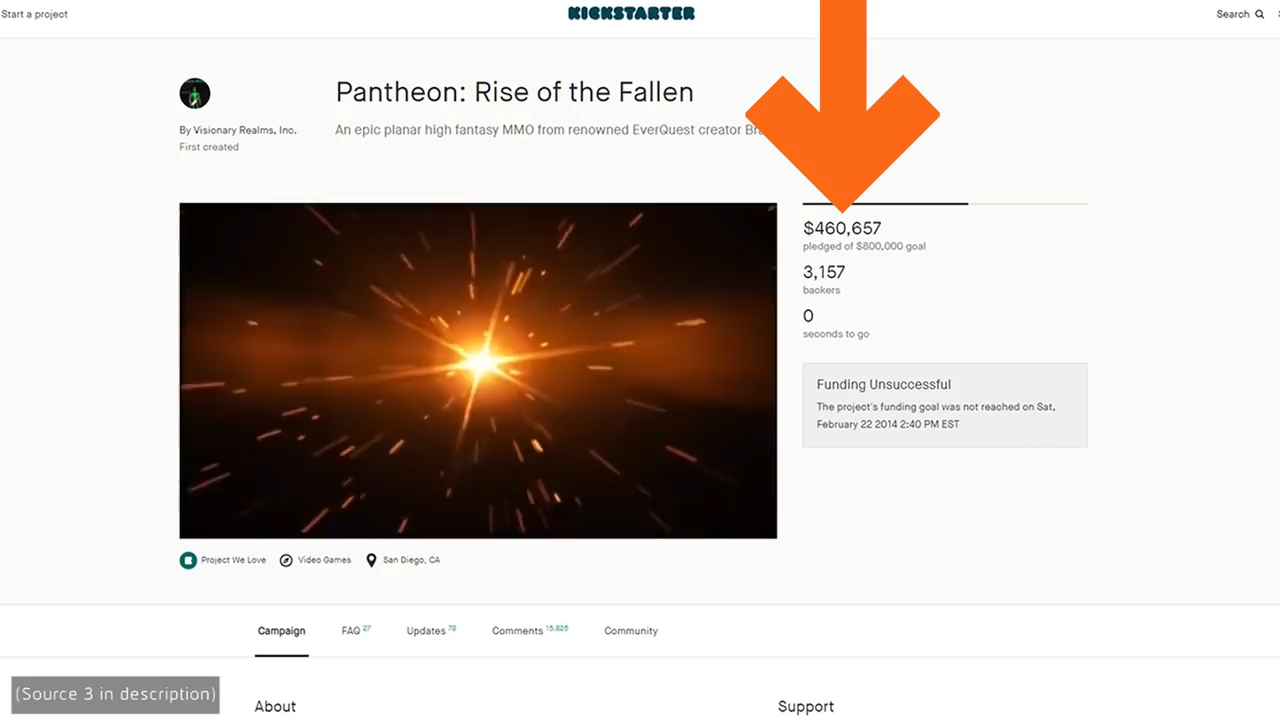 Start a project
KICKSTARTER
Search
Pantheon: Rise of the Fallen
By Visionary Realms, Inc.
First created
An epic planar high fantasy MMO from renowned EverQuest creator
$460,657
pledged of $800,000 goal
3,157
backers
0
seconds to go
Funding Unsuccessful
The project's funding goal was not reached on Sat,
February 22 2014 2:40 PM EST
Project We Love
Video Games
San Diego, CA
Campaign
FAQ 27
Updates 78
Comments 15,825
Community
(Source 3 in description)
About
Support